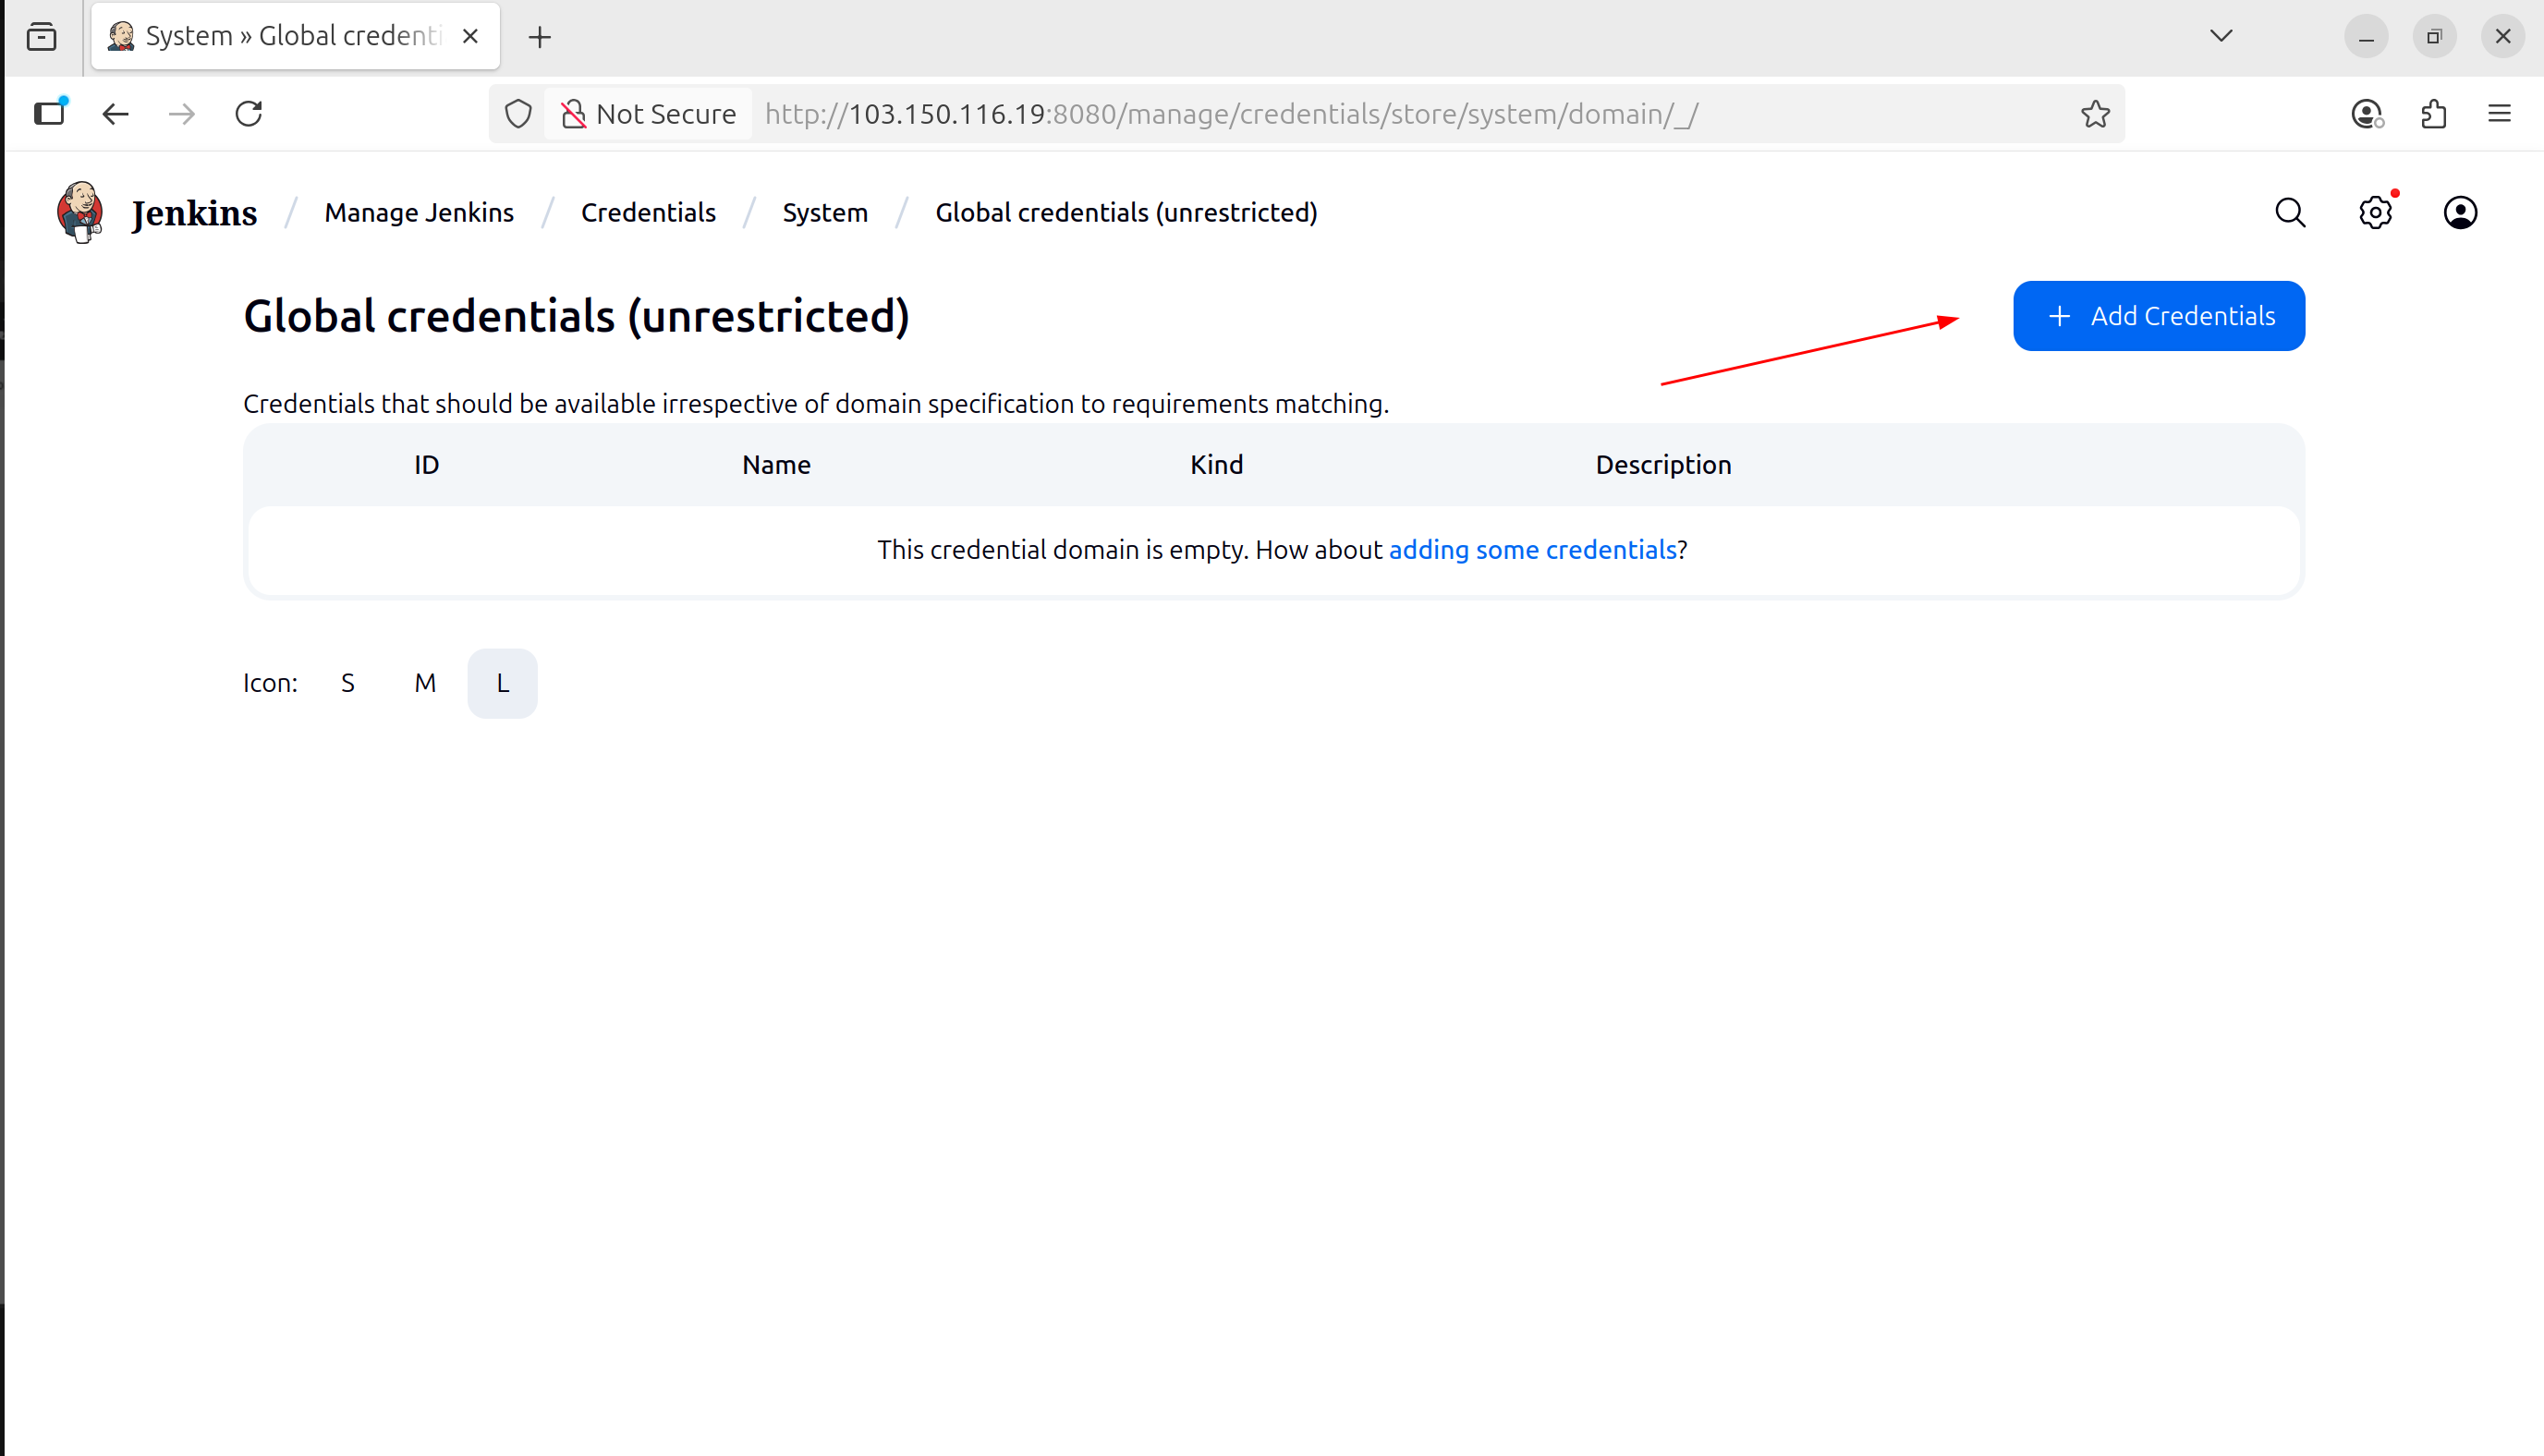 System » Global credenti
Not Secure http://103.150.116.19:8080/manage/credentials/store/system/domain/_/
Jenkins / Manage Jenkins / Credentials / System / Global credentials (unrestricted)
Global credentials (unrestricted)
+ Add Credentials
Credentials that should be available irrespective of domain specification to requirements matching.
ID Name Kind Description
This credential domain is empty. How about adding some credentials?
Icon: S M L